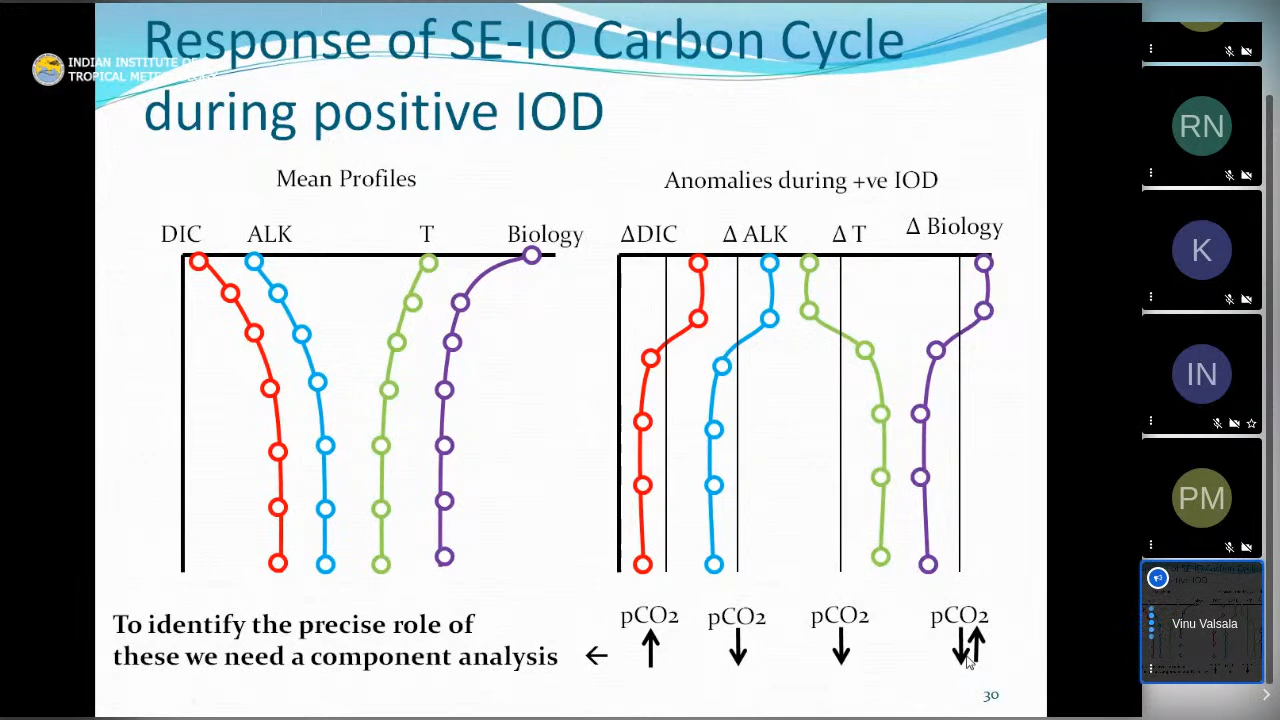 Response of SE-IO Carbon Cycle
during positive IOD
INDIAN INSTITUTE OF
TROPICAL METEOROLOGY
Mean Profiles
Anomalies during +ve IOD
DIC ALK T Biology
ΔDIC Δ ALK Δ T Δ Biology
pCO2 pCO2 pCO2 pCO2
To identify the precise role of
these we need a component analysis ←
30
RN
K
IN
PM
Vinu Valsala